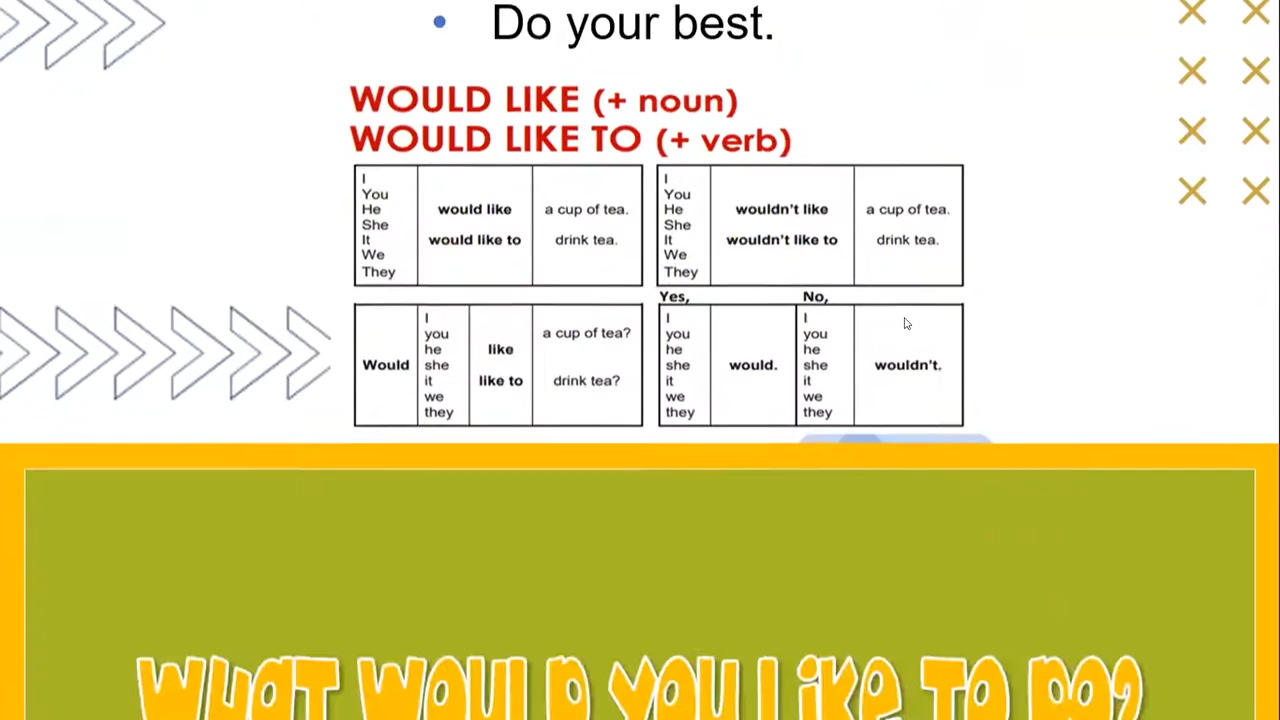 • Do your best.
WOULD LIKE (+ noun)
WOULD LIKE TO (+ verb)
I
You
He
She
It
We
They
would like
would like to
a cup of tea.
drink tea.
I
You
He
She
It
We
They
wouldn't like
wouldn't like to
a cup of tea.
drink tea.
Would
I
you
he
she
it
we
they
like
like to
a cup of tea?
drink tea?
Yes,
I
you
he
she
it
we
they
would.
No,
I
you
he
she
it
we
they
wouldn't.
WHAT WOULD YOU LIKE TO DO?